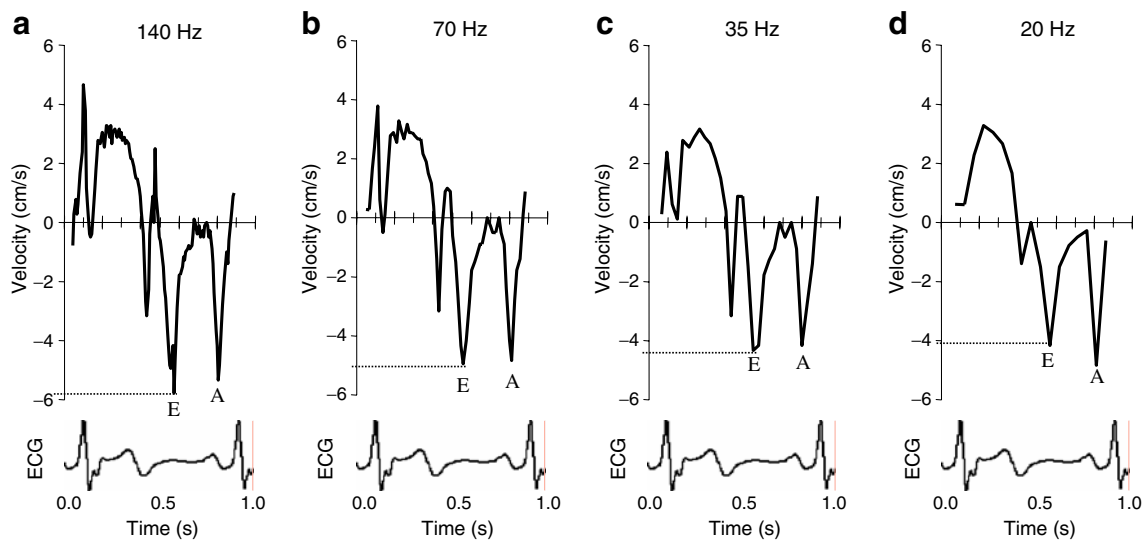 a 140 Hz
6
4
2
0
−2
−4
−6
Velocity (cm/s)
E
A
ECG
0.0 0.5 1.0
Time (s)
b 70 Hz
6
4
2
0
−2
−4
−6
Velocity (cm/s)
E
A
ECG
0.0 0.5 1.0
Time (s)
c 35 Hz
6
4
2
0
−2
−4
−6
Velocity (cm/s)
E
A
ECG
0.0 0.5 1.0
Time (s)
d 20 Hz
6
4
2
0
−2
−4
−6
Velocity (cm/s)
E
A
ECG
0.0 0.5 1.0
Time (s)